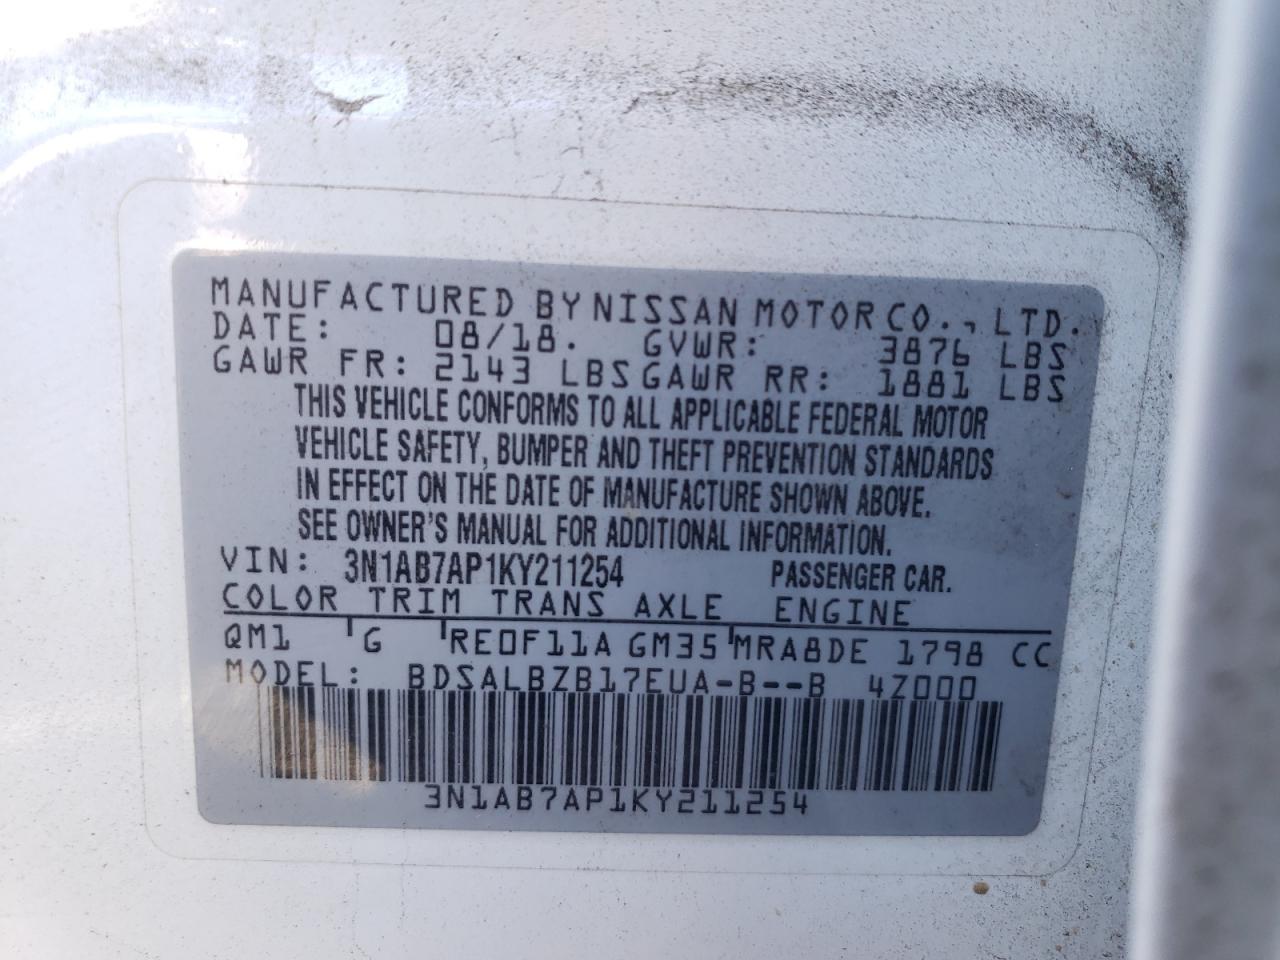 MANUFACTURED BY NISSAN MOTOR CO., LTD.
DATE: 08/18. GVWR: 3876 LBS
GAWR FR: 2143 LBS GAWR RR: 1881 LBS
THIS VEHICLE CONFORMS TO ALL APPLICABLE FEDERAL MOTOR
VEHICLE SAFETY, BUMPER AND THEFT PREVENTION STANDARDS
IN EFFECT ON THE DATE OF MANUFACTURE SHOWN ABOVE.
SEE OWNER'S MANUAL FOR ADDITIONAL INFORMATION.
VIN: 3N1AB7AP1KY211254 PASSENGER CAR.
COLOR TRIM TRANS AXLE ENGINE
QM1 G RE0F11A GM35 MRA8DE 1798 CC
MODEL: BDSALBZB17EUA-B--B 4Z000
3N1AB7AP1KY211254